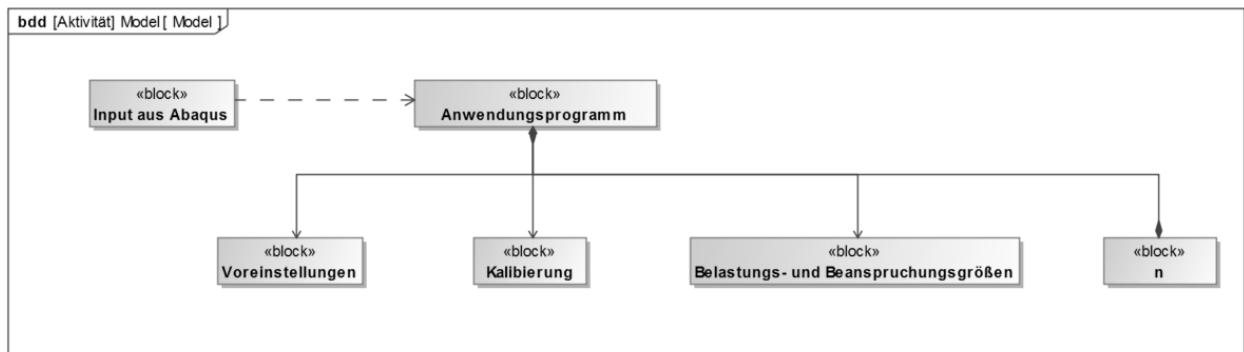 bdd [Aktivität] Model [ Model ]
«block»
Input aus Abaqus
«block»
Anwendungsprogramm
«block»
Voreinstellungen
«block»
Kalibierung
«block»
Belastungs- und Beanspruchungsgrößen
«block»
n